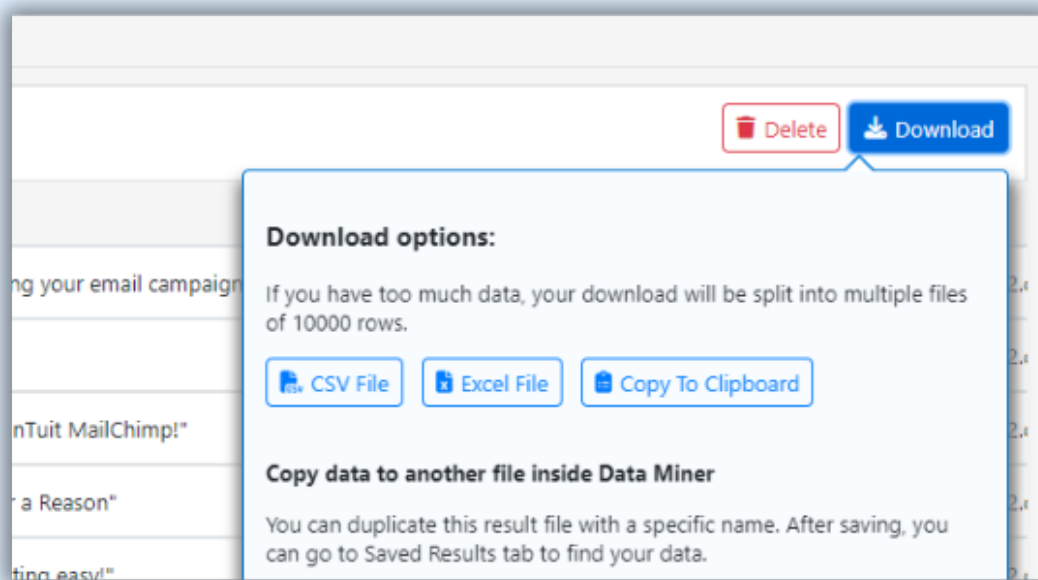 Delete
Download
Download options:
ng your email campaign
If you have too much data, your download will be split into multiple files
of 10000 rows.
CSV File
Excel File
Copy To Clipboard
nTuit MailChimp!"
Copy data to another file inside Data Miner
r a Reason"
You can duplicate this result file with a specific name. After saving, you
can go to Saved Results tab to find your data.
ting easy!"